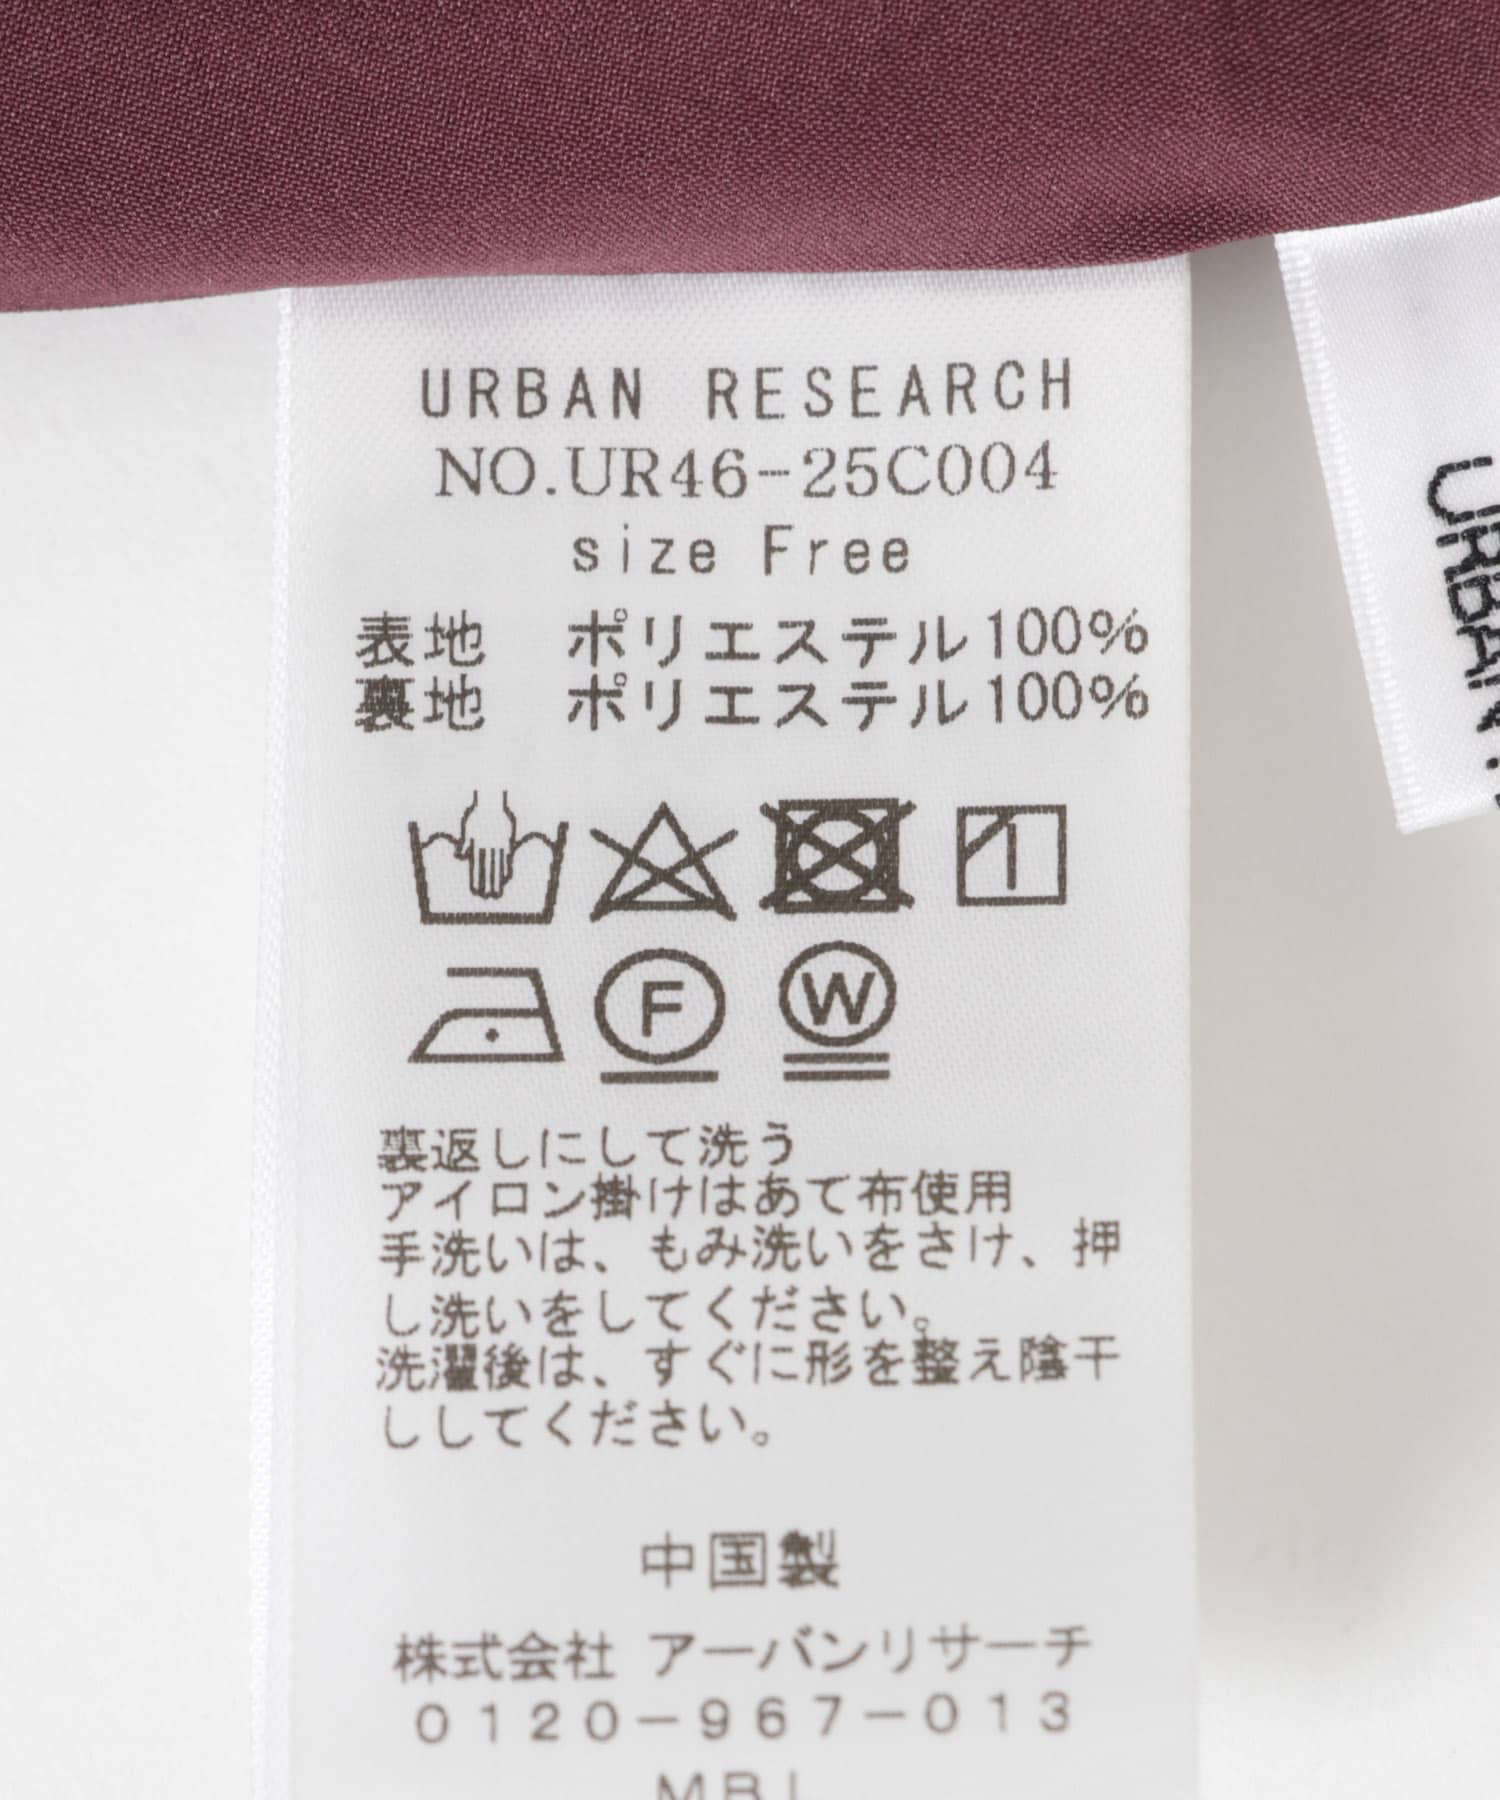 URBAN RESEARCH
NO.UR46-25C004
size Free
表地 ポリエステル100%
裏地 ポリエステル100%
F
W
裏返しにして洗う
アイロン掛けはあて布使用
手洗いは、もみ洗いをさけ、押
し洗いをしてください。
洗濯後は、すぐに形を整え陰干
ししてください。
中国製
株式会社 アーバンリサーチ
0120-967-013
MBL
URBAN